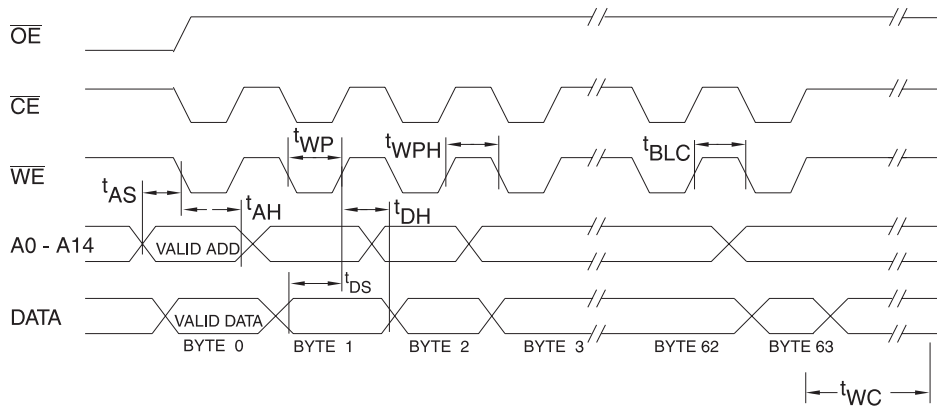 OE
CE
tWP
tWPH
tBLC
WE
tAS
tAH
tDH
A0 - A14
VALID ADD
tDS
DATA
VALID DATA
BYTE 0
BYTE 1
BYTE 2
BYTE 3
BYTE 62
BYTE 63
tWC